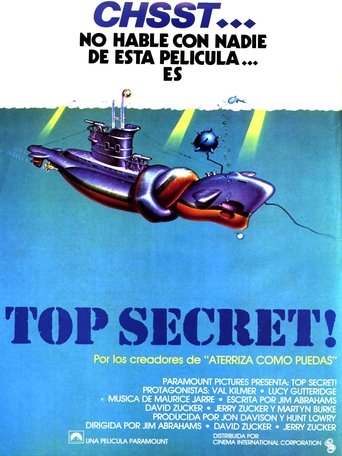 CHSST...
NO HABLE CON NADIE
DE ESTA PELICULA...
ES
TOP SECRET!
Por los creadores de "ATERRIZA COMO PUEDAS"
PARAMOUNT PICTURES PRESENTA: TOP SECRET!
PROTAGONISTAS: VAL KILMER • LUCY GUTTERIDGE
• MUSICA DE MAURICE JARRE • ESCRITA POR JIM ABRAHAMS
DAVID ZUCKER • JERRY ZUCKER Y MARTYN BURKE
PRODUCIDA POR JON DAVISON Y HUNT LOWRY
DIRIGIDA POR JIM ABRAHAMS • DAVID ZUCKER • JERRY ZUCKER
UNA PELICULA PARAMOUNT
DISTRIBUIDA POR
CINEMA INTERNATIONAL CORPORATION